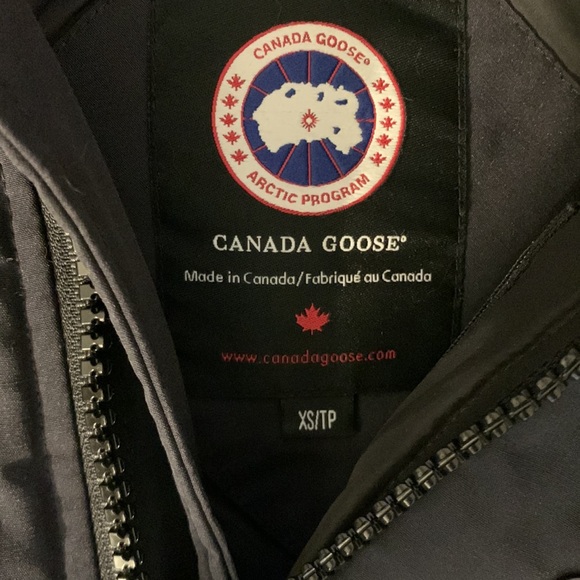 CANADA GOOSE®
ARCTIC PROGRAM
CANADA GOOSE®
Made in Canada/Fabriqué au Canada
www.canadagoose.com
XS/TP